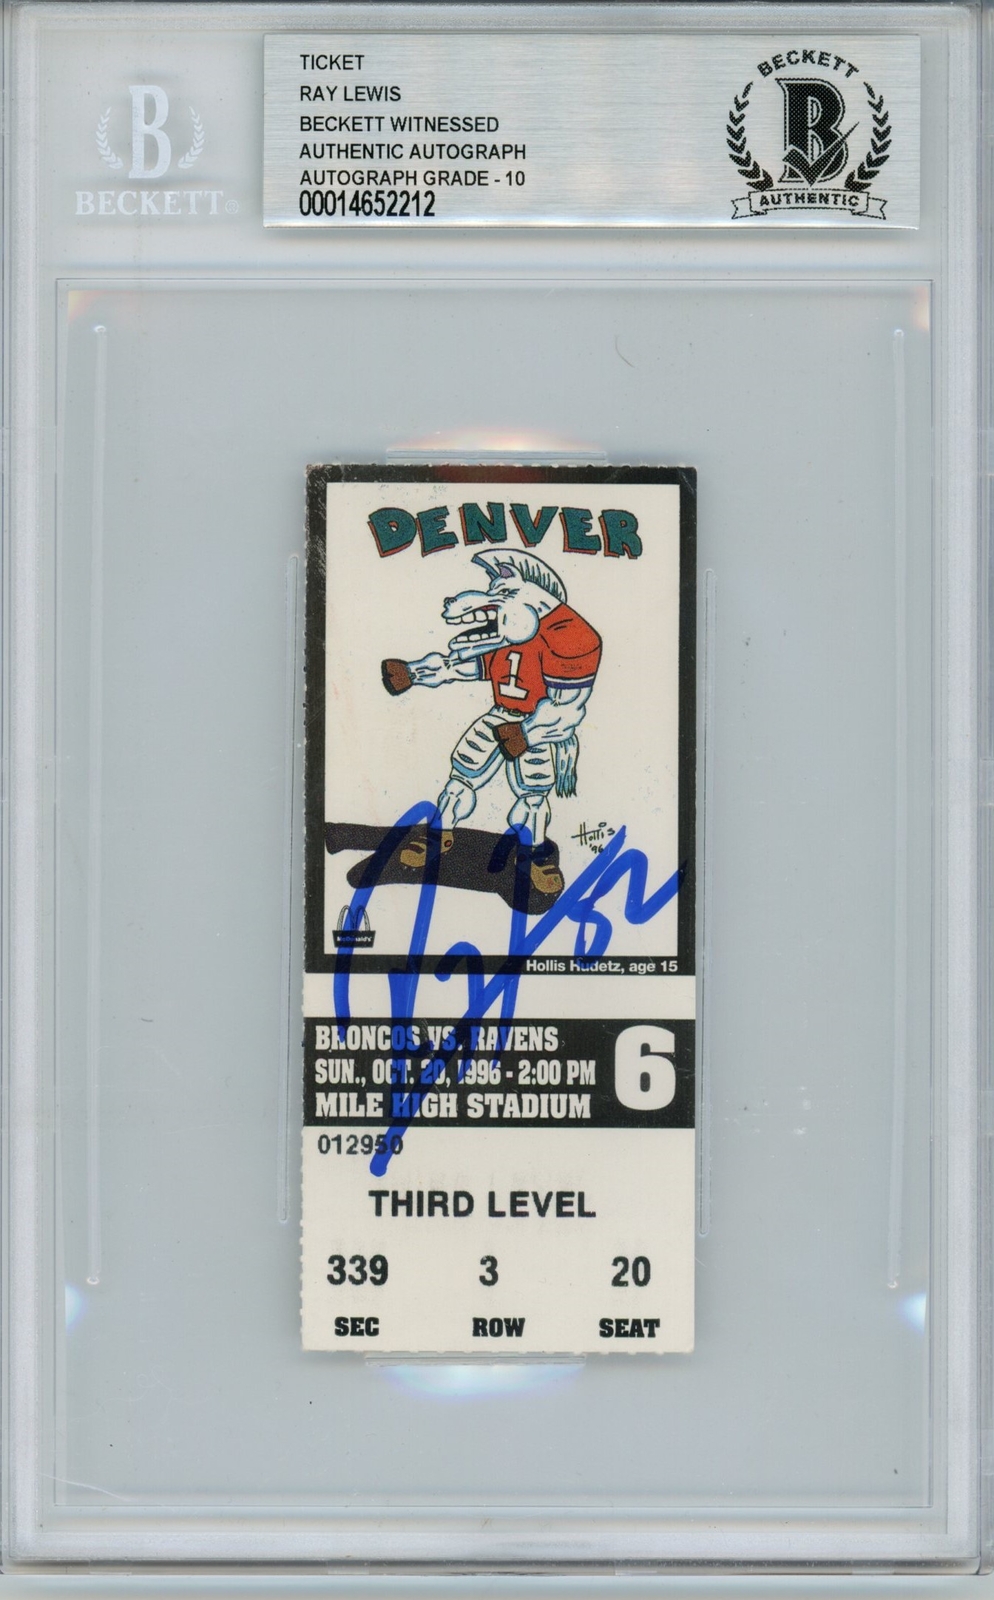 TICKET
RAY LEWIS
BECKETT WITNESSED
AUTHENTIC AUTOGRAPH
AUTOGRAPH GRADE - 10
00014652212
B
BECKETT®
BECKETT
B
AUTHENTIC
DENVER
1
Hollis
'96
McDonald's
Hollis Hudetz, age 15
BRONCOS VS. RAVENS
SUN., OCT. 20, 1996 - 2:00 PM
MILE HIGH STADIUM
6
012950
THIRD LEVEL
339 3 20
SEC ROW SEAT